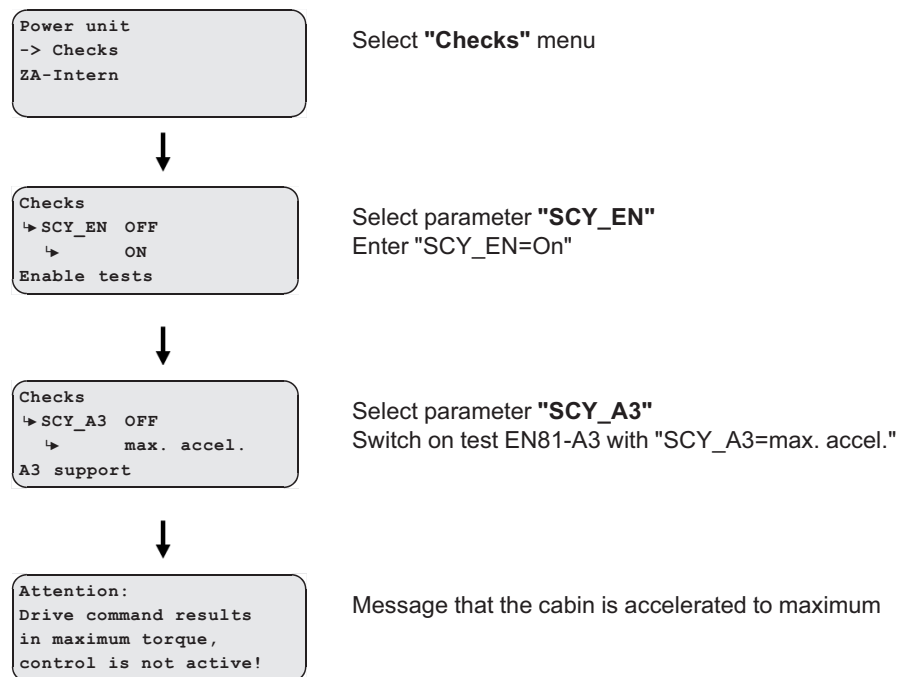 Power unit
-> Checks
ZA-Intern
Select "Checks" menu
Checks
↳ SCY_EN OFF
↳ ON
Enable tests
Select parameter "SCY_EN"
Enter "SCY_EN=On"
Checks
↳ SCY_A3 OFF
↳ max. accel.
A3 support
Select parameter "SCY_A3"
Switch on test EN81-A3 with "SCY_A3=max. accel."
Attention:
Drive command results
in maximum torque,
control is not active!
Message that the cabin is accelerated to maximum